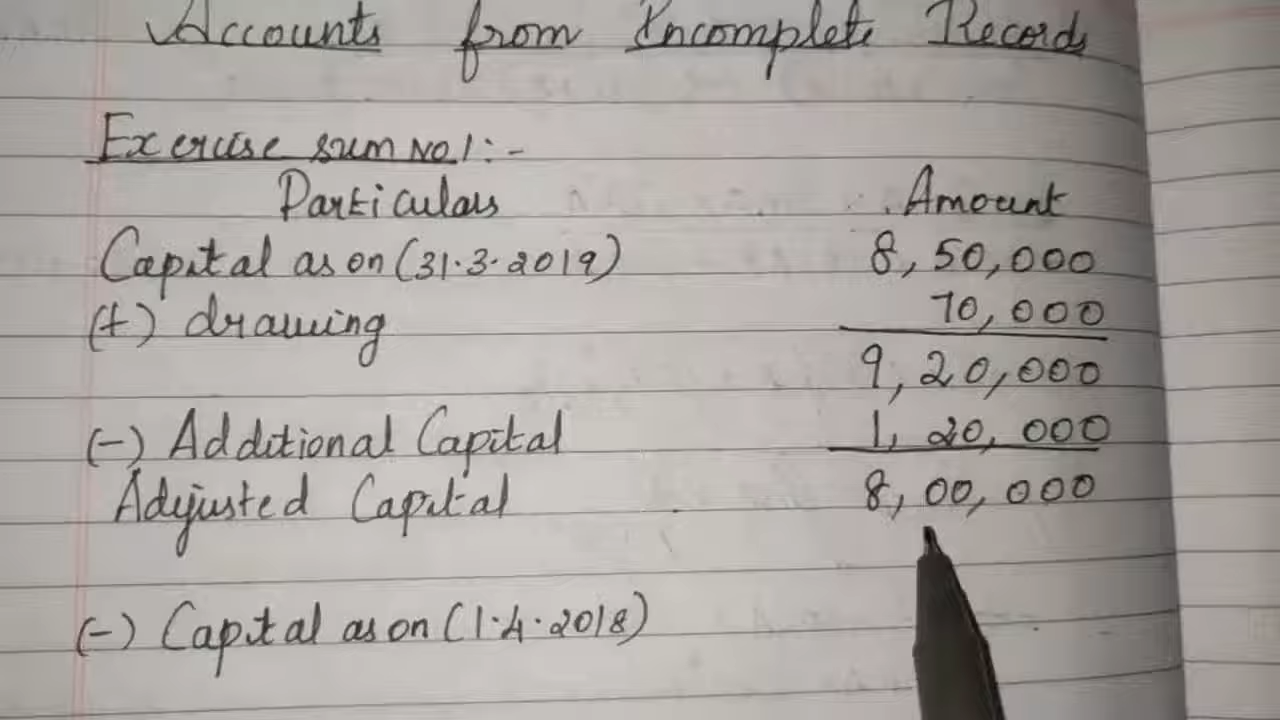 Accounts from Incomplete Records
Exercise sum No 1:-
Particulars Amount
Capital as on (31.3.2019) 8,50,000
(+) drawing 70,000
9,20,000
(-) Additional Capital 1,20,000
Adjusted Capital 8,00,000
(-) Capital as on (1.4.2018)